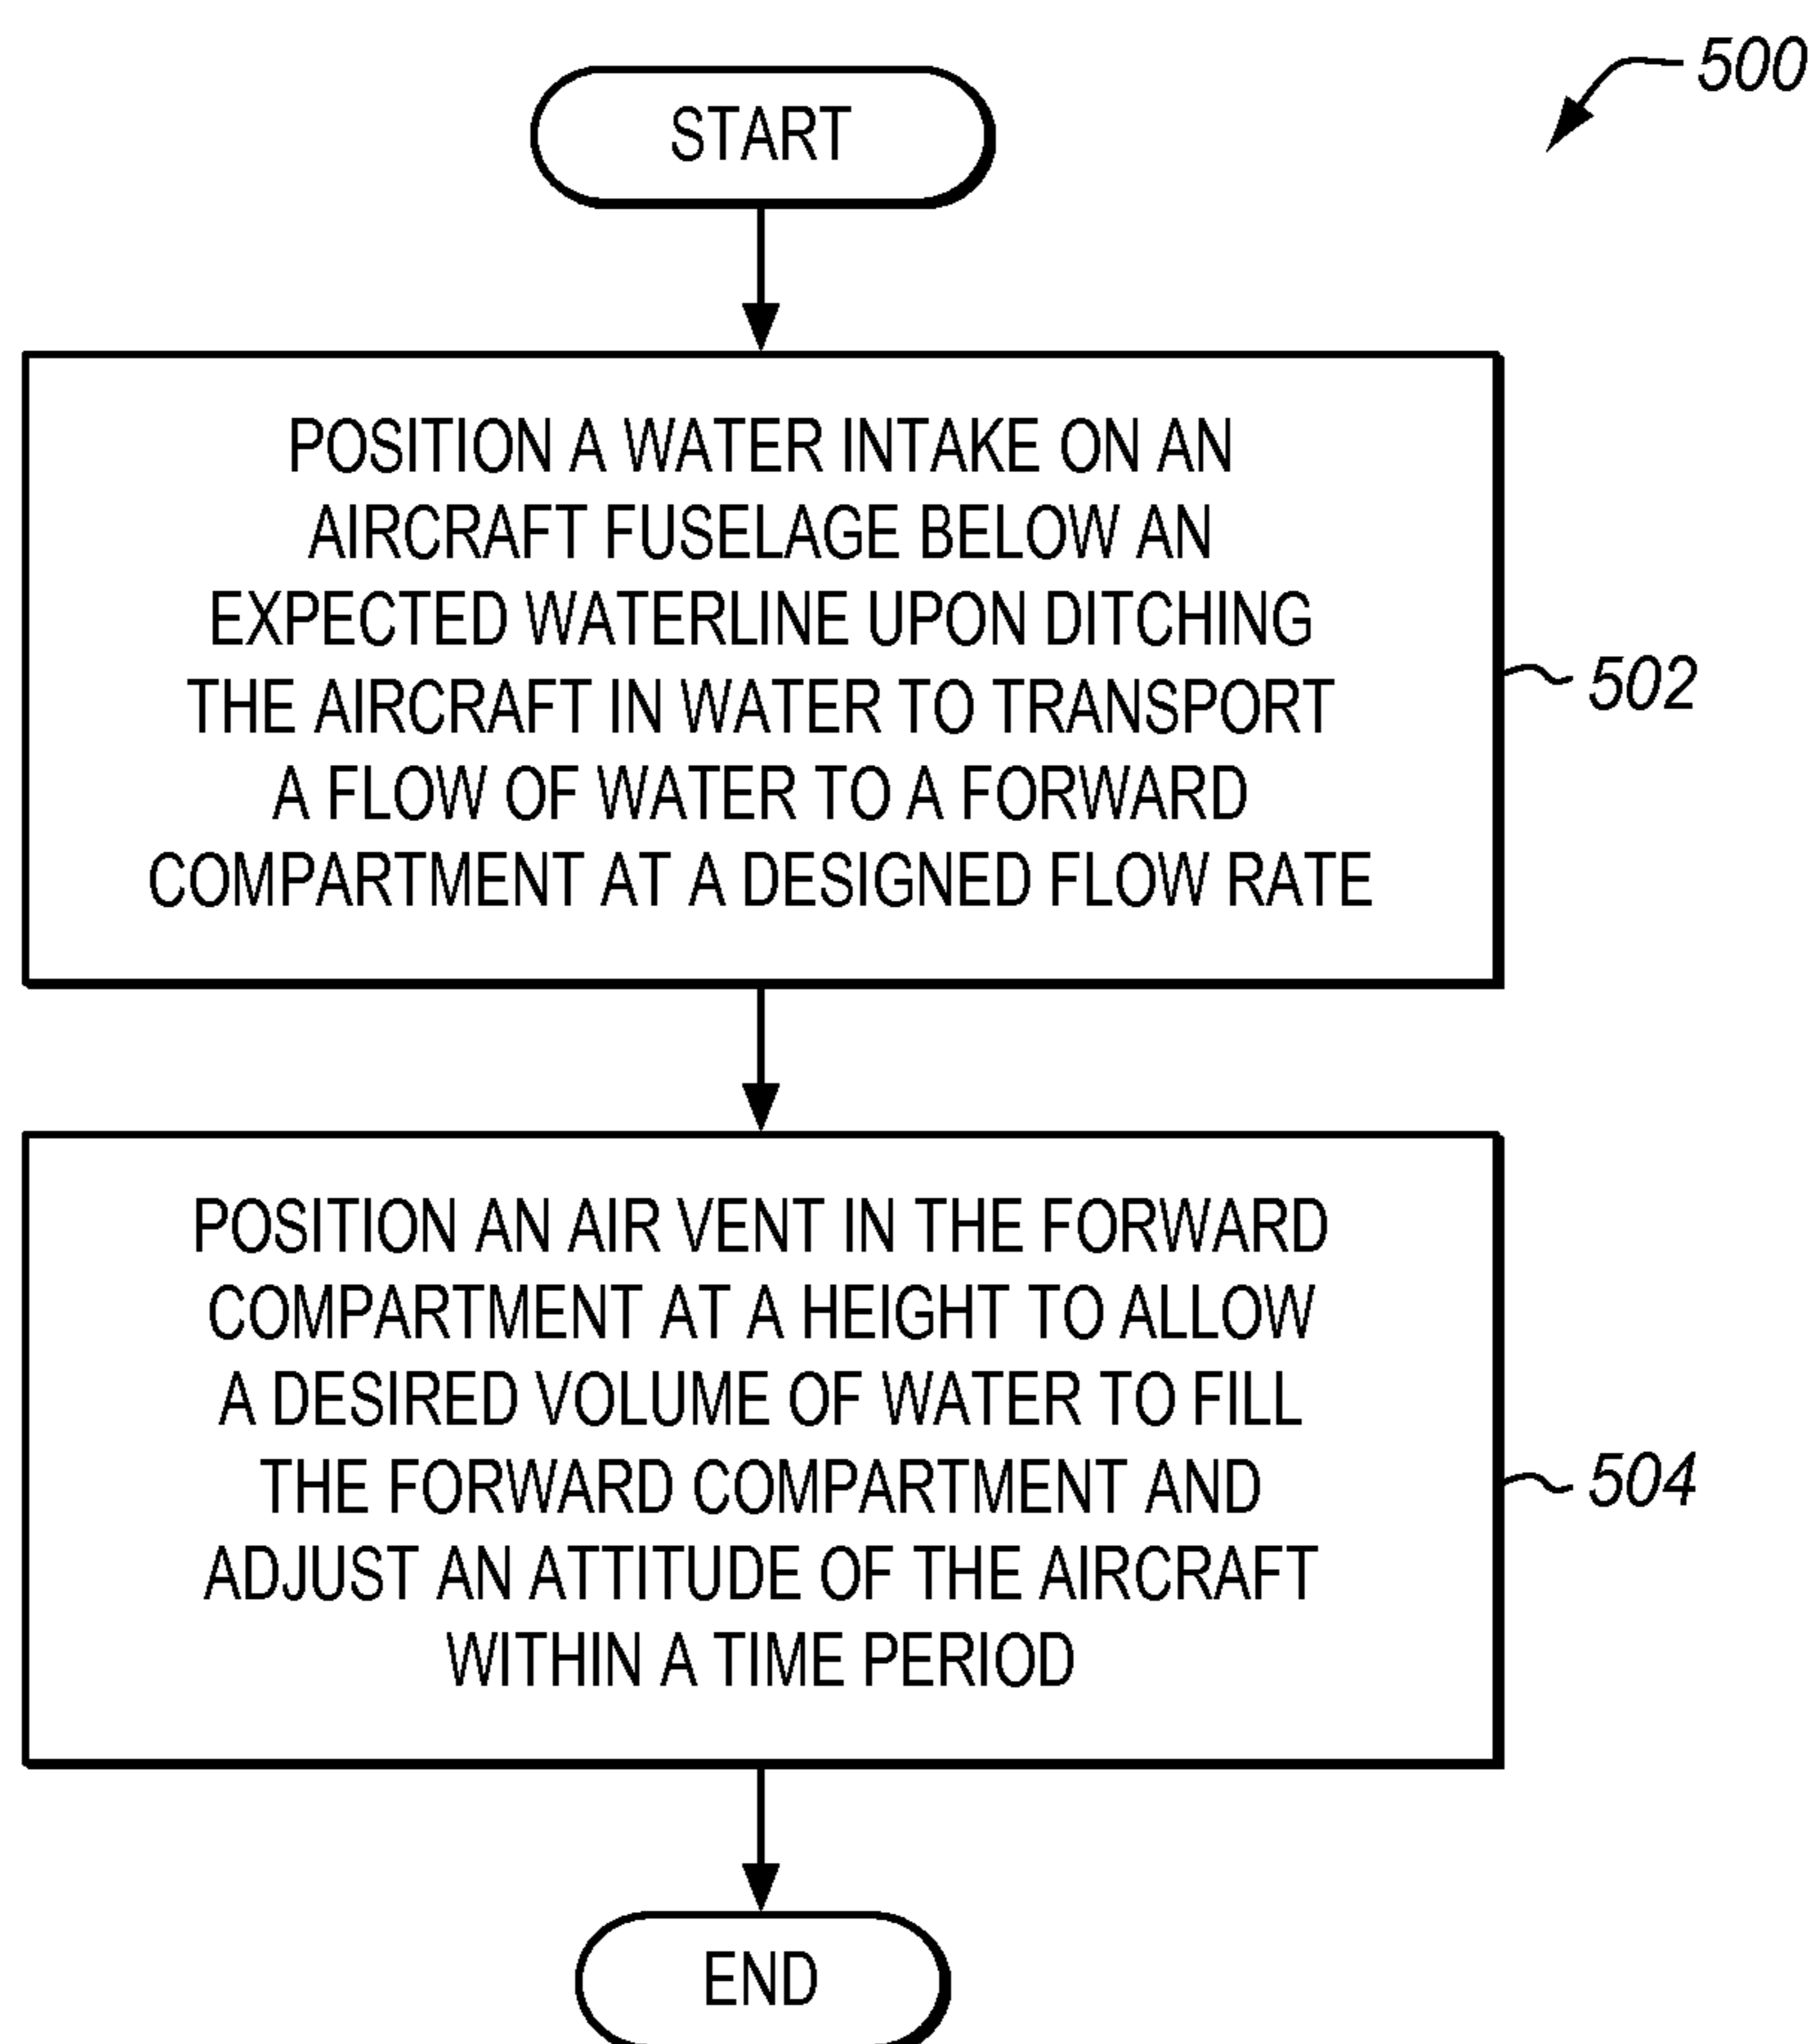 500
START
POSITION A WATER INTAKE ON AN
AIRCRAFT FUSELAGE BELOW AN
EXPECTED WATERLINE UPON DITCHING
THE AIRCRAFT IN WATER TO TRANSPORT
A FLOW OF WATER TO A FORWARD
COMPARTMENT AT A DESIGNED FLOW RATE
502
POSITION AN AIR VENT IN THE FORWARD
COMPARTMENT AT A HEIGHT TO ALLOW
A DESIRED VOLUME OF WATER TO FILL
THE FORWARD COMPARTMENT AND
ADJUST AN ATTITUDE OF THE AIRCRAFT
WITHIN A TIME PERIOD
504
END